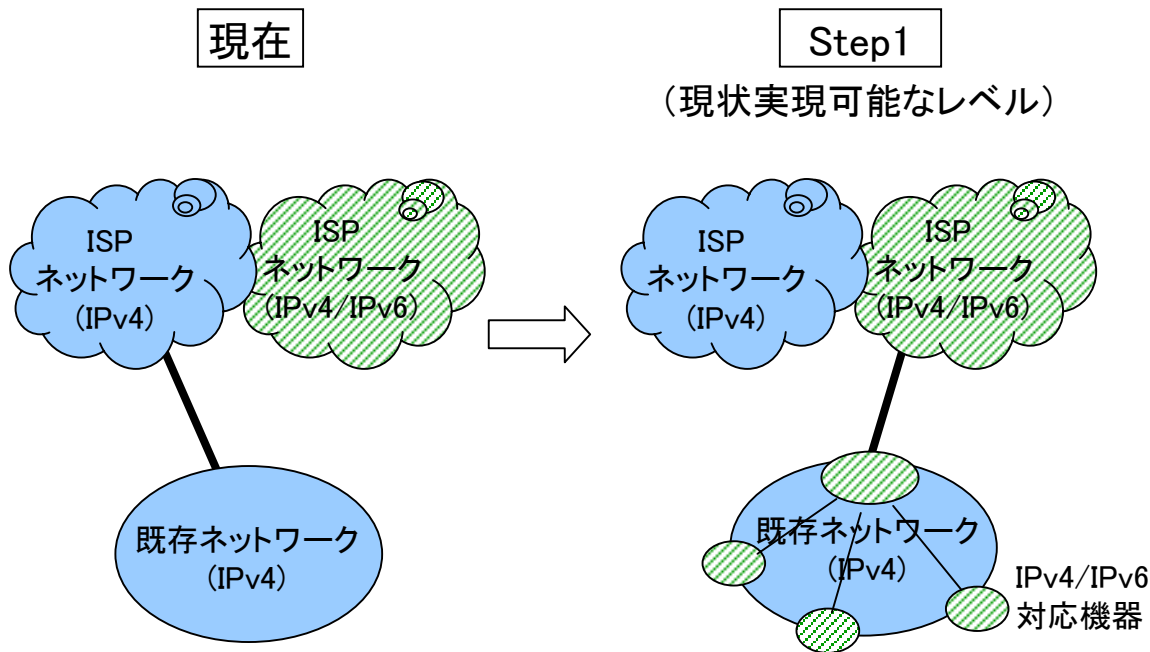 現在
Step1
(現状実現可能なレベル)
ISP
ネットワーク
(IPv4)
ISP
ネットワーク
(IPv4/IPv6)
ISP
ネットワーク
(IPv4)
ISP
ネットワーク
(IPv4/IPv6)
既存ネットワーク
(IPv4)
既存ネットワーク
(IPv4)
IPv4/IPv6
対応機器